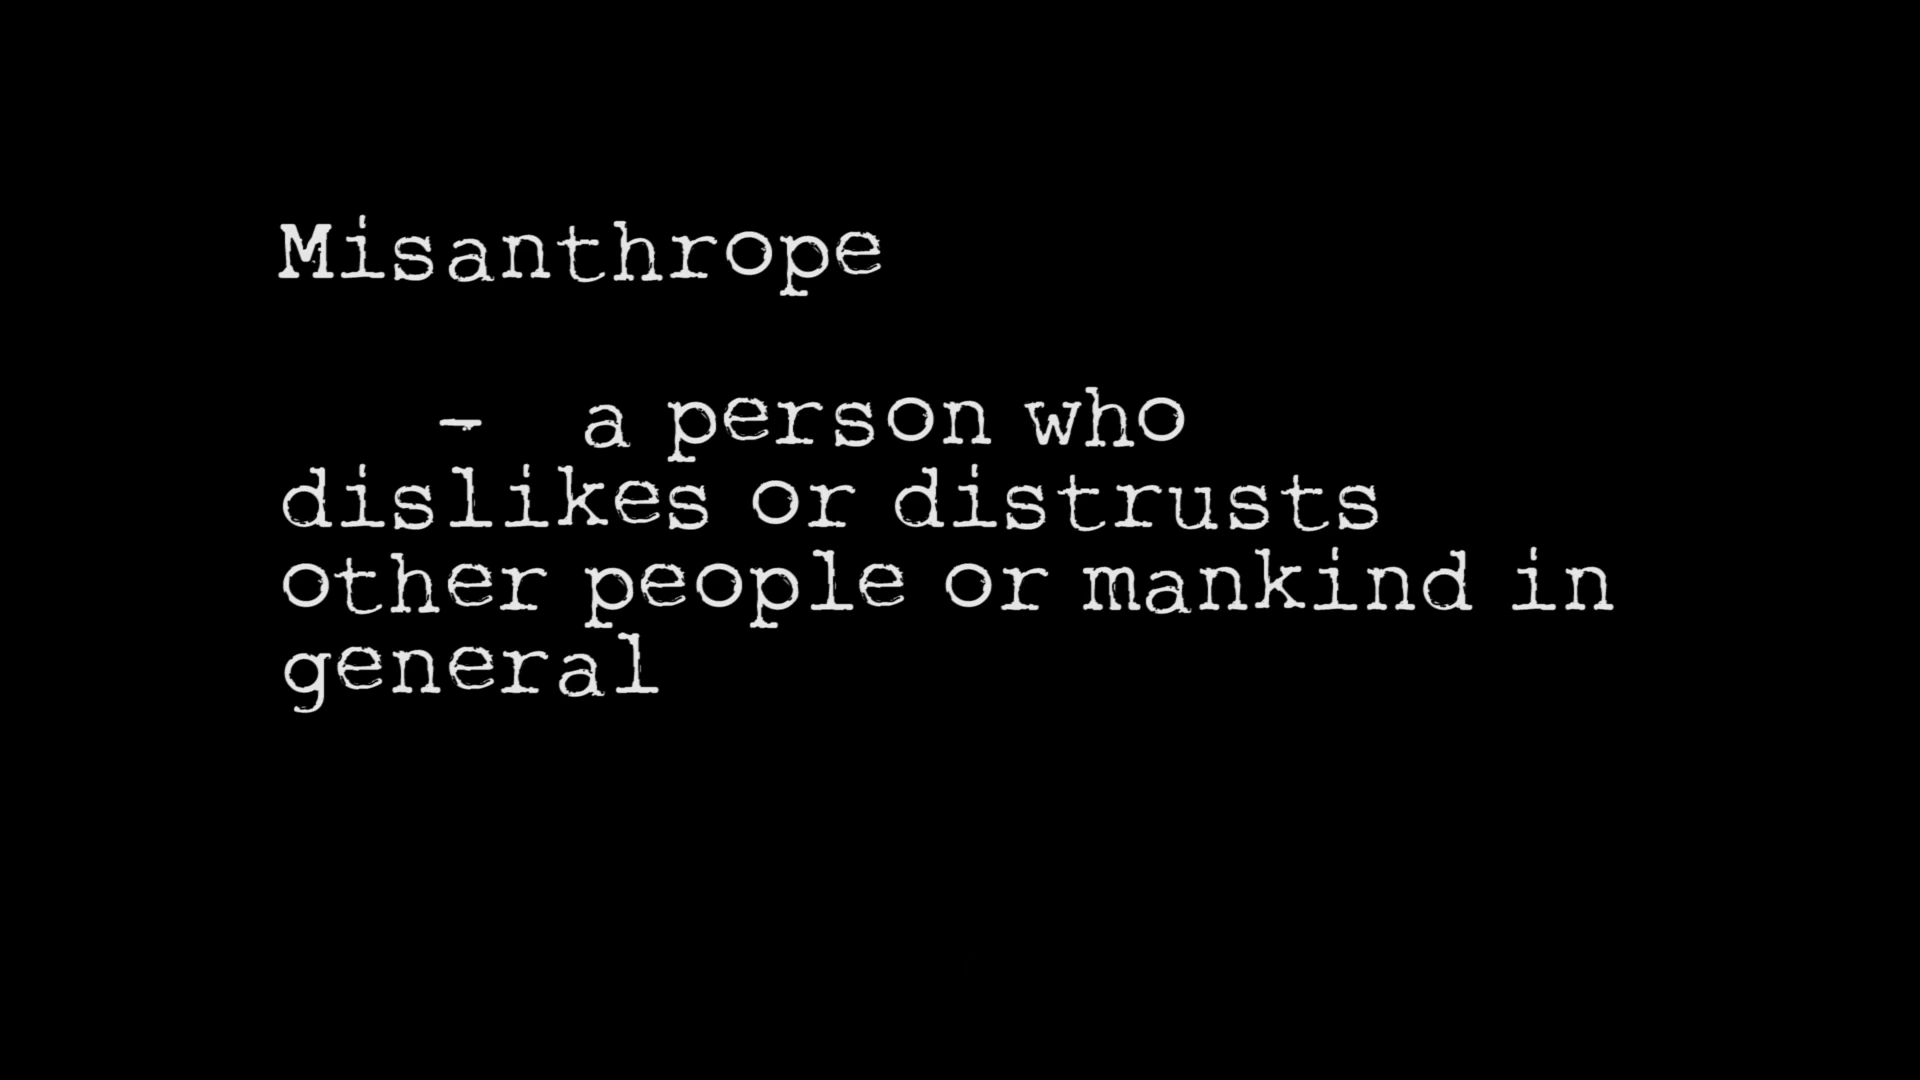 Misanthrope
- a person who
dislikes or distrusts
other people or mankind in
general